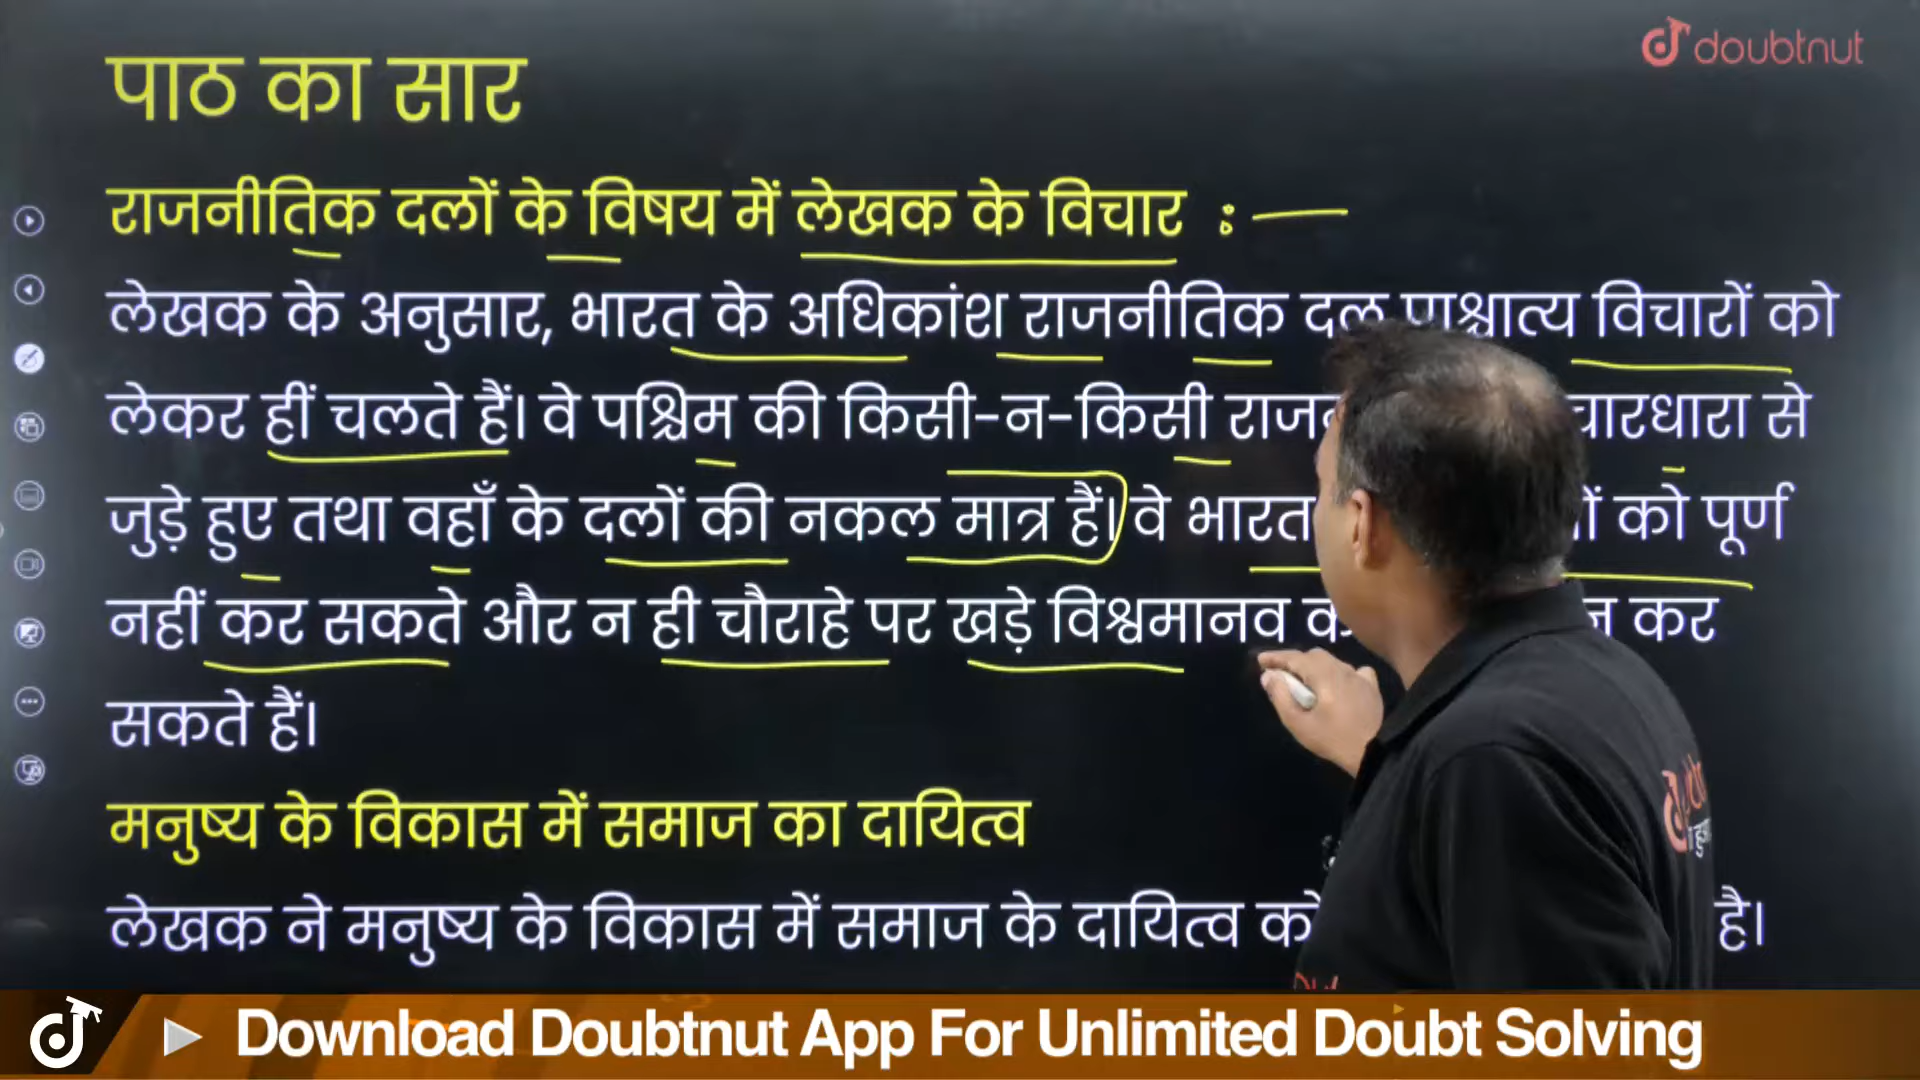 doubtnut
पाठ का सार
राजनीतिक दलों के विषय में लेखक के विचार :—
लेखक के अनुसार, भारत के अधिकांश राजनीतिक दल पाश्चात्य विचारों को
लेकर हीं चलते हैं। वे पश्चिम की किसी-न-किसी से
जुड़े हुए तथा वहाँ के दलों की नकल मात्र हैं। वे भारत को पूर्ण
नहीं कर सकते और न ही चौराहे पर खड़े विश्वमानव कर
सकते हैं।
मनुष्य के विकास में समाज का दायित्व
लेखक ने मनुष्य के विकास में समाज के दायित्व है।
Download Doubtnut App For Unlimited Doubt Solving